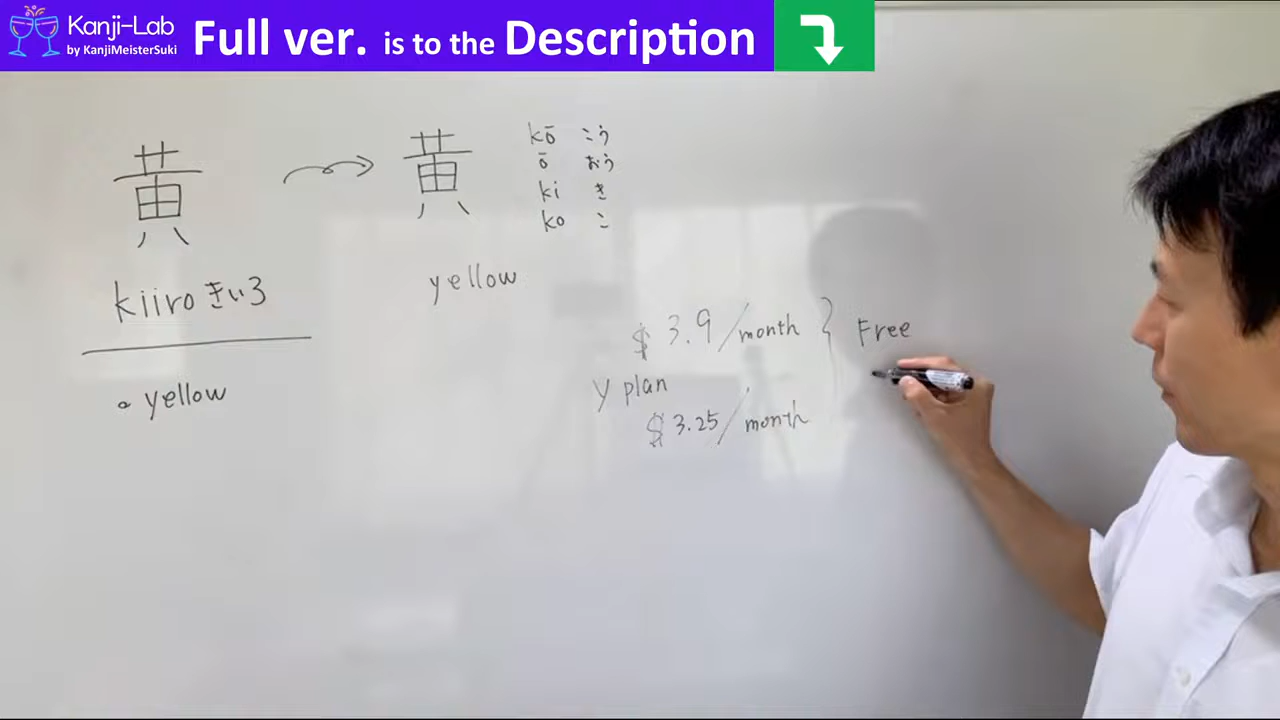 Kanji-Lab
by KanjiMeisterSuki
Full ver. is to the Description
黄
黄
kō こう
ō おう
ki き
ko こ
kiiro きいろ
yellow
yellow
$3.9/month
Free
y plan
$3.25/month